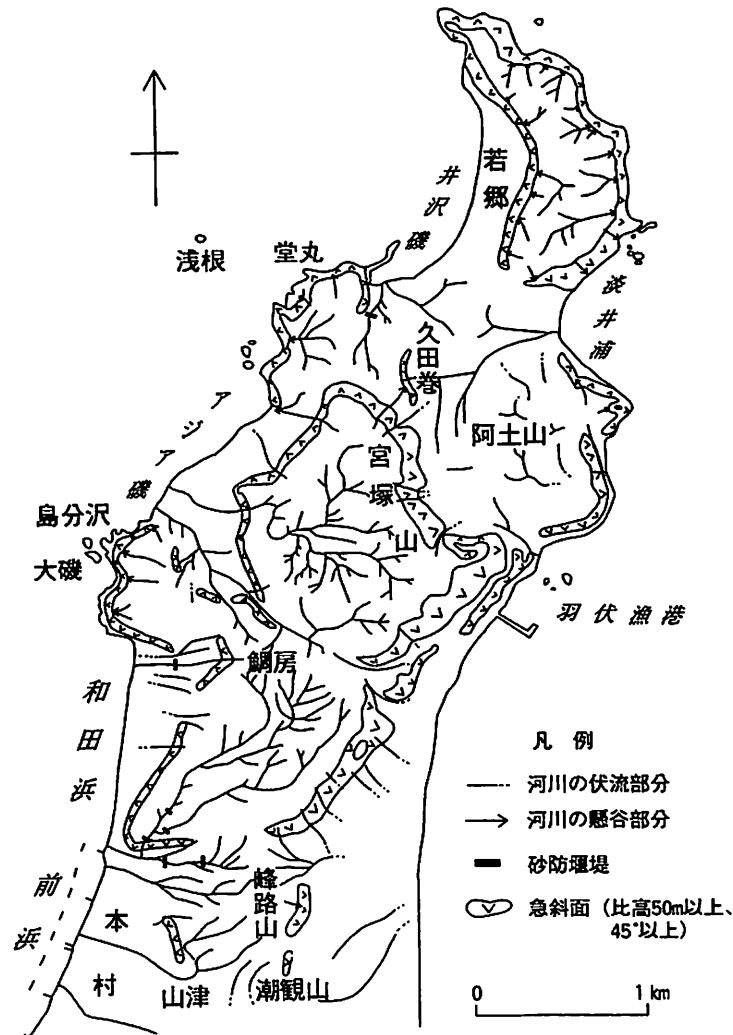 若郷
井沢磯
浅根
堂丸
淡井浦
久田巻
阿土山
アジア磯
宮塚山
島分沢
大磯
羽伏漁港
鯛房
和田浜
凡例
河川の伏流部分
河川の懸谷部分
砂防堰堤
急斜面（比高50m以上、
45°以上）
峰路山
前浜
本村
山津
潮観山
0 1km